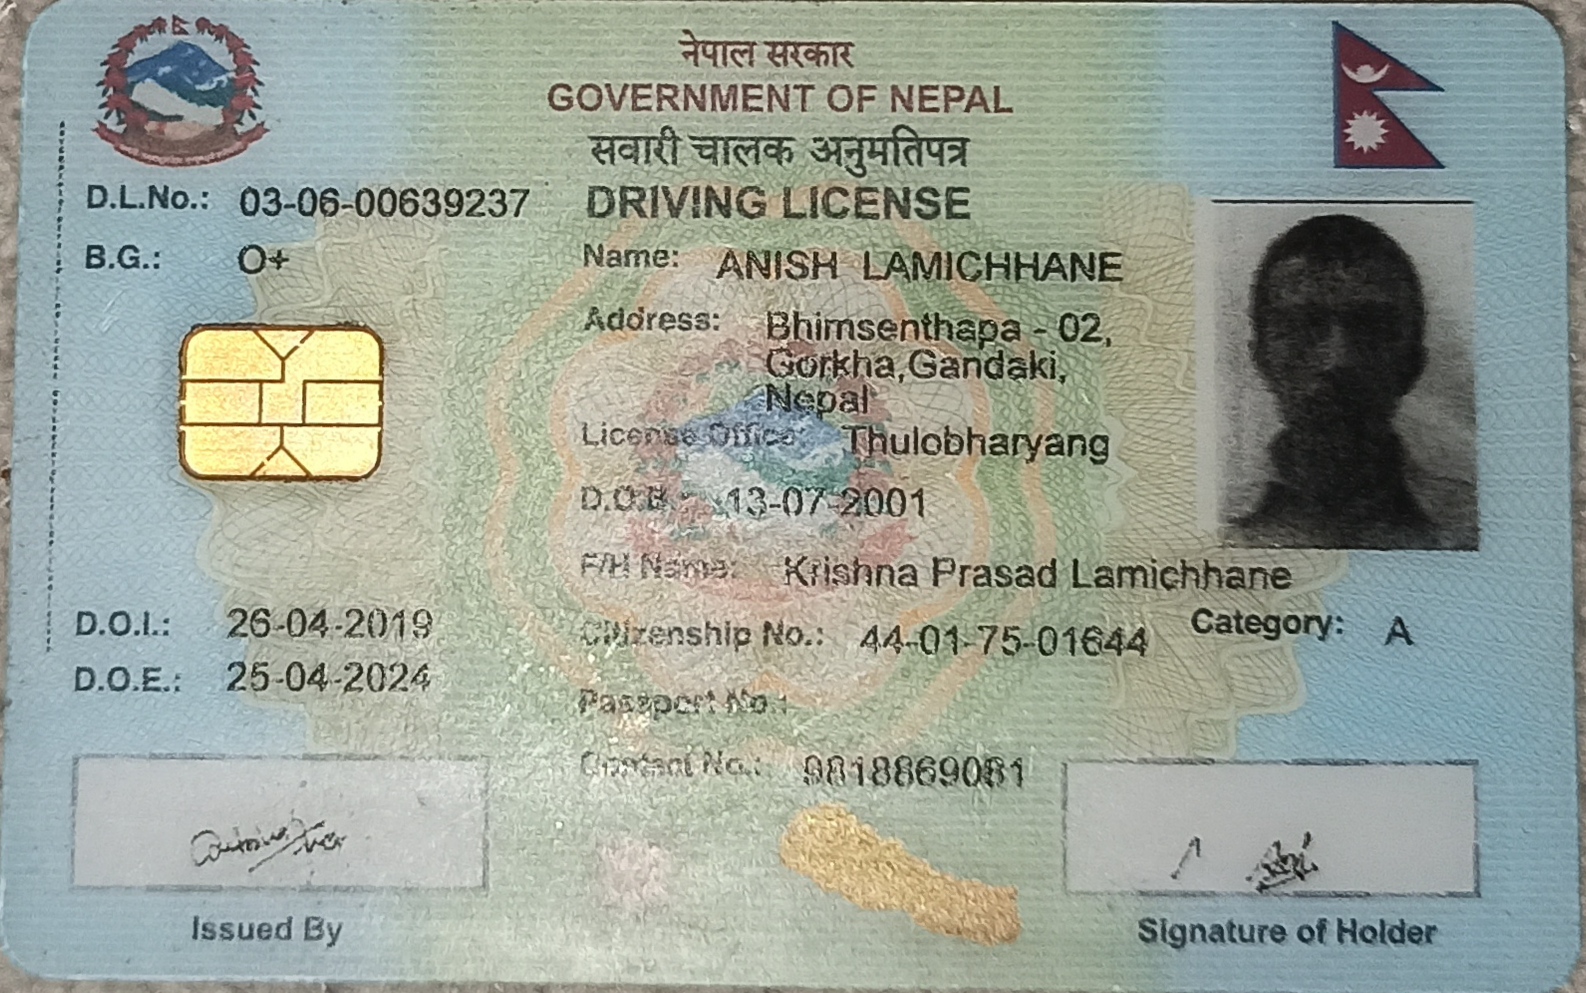 नेपाल सरकार
GOVERNMENT OF NEPAL
सवारी चालक अनुमतिपत्र
DRIVING LICENSE
D.L.No.: 03-06-00639237
B.G.: O+
Name: ANISH LAMICHHANE
Address: Bhimsenthapa - 02,
Gorkha,Gandaki,
Nepal
License Office: Thulobharyang
D.O.B.: 13-07-2001
F/H Name: Krishna Prasad Lamichhane
D.O.I.: 26-04-2019
Citizenship No.: 44-01-75-01644
Category: A
D.O.E.: 25-04-2024
Passport No.:
Contact No.: 9818869081
Issued By
Signature of Holder